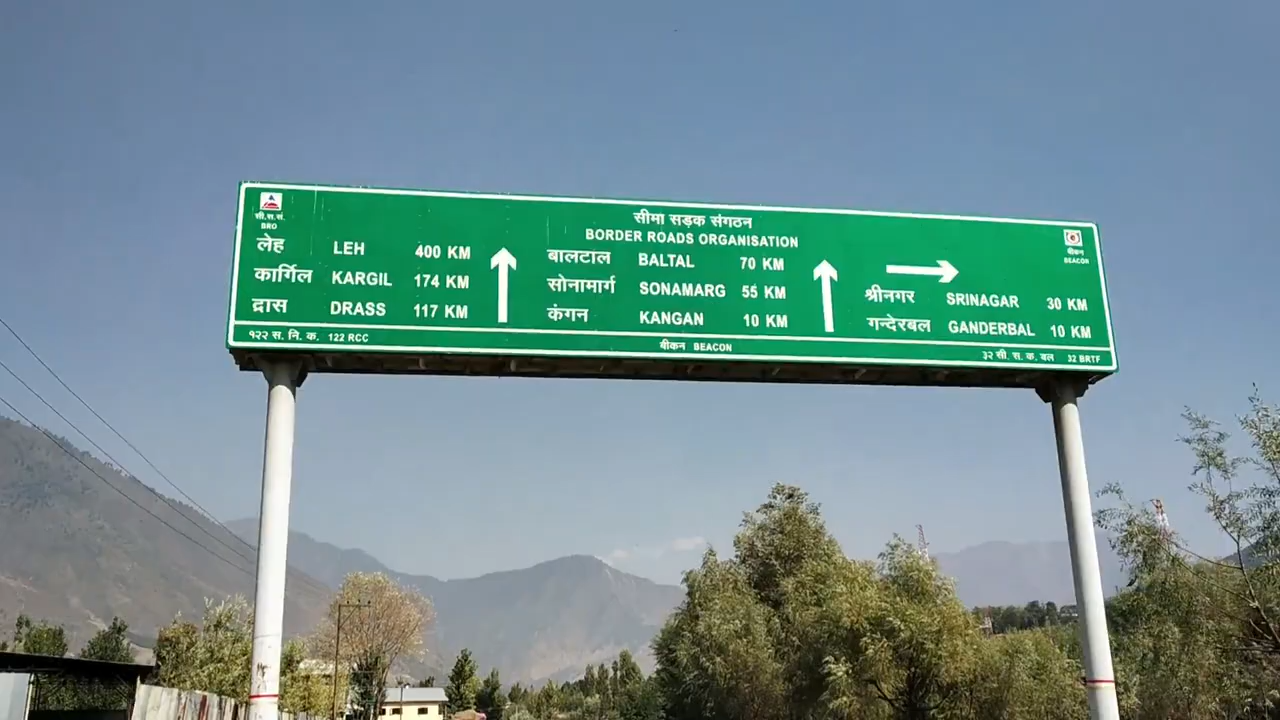 सी.स.सं.
BRO
सीमा सड़क संगठन
BORDER ROADS ORGANISATION
बीकन
BEACON
लेह LEH 400 KM
कार्गिल KARGIL 174 KM
द्रास DRASS 117 KM
बालटाल BALTAL 70 KM
सोनामार्ग SONAMARG 55 KM
कंगन KANGAN 10 KM
श्रीनगर SRINAGAR 30 KM
गन्देरबल GANDERBAL 10 KM
१२२ स. नि. क. 122 RCC
बीकन BEACON
३२ सी. स. क. बल 32 BRTF